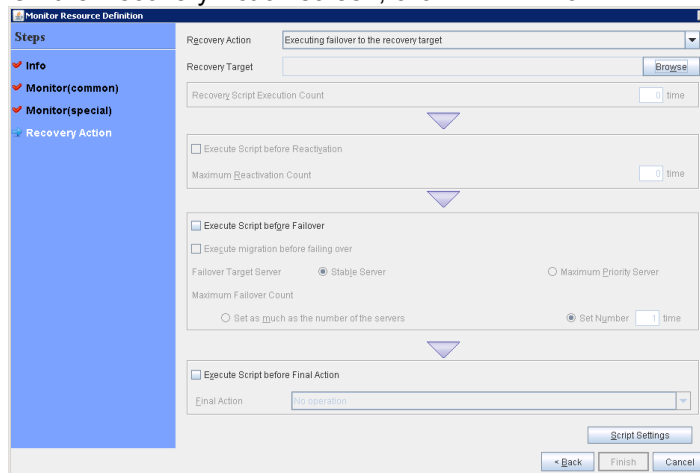 Monitor Resource Definition
Steps
Info
Monitor(common)
Monitor(special)
Recovery Action
Recovery Action Executing failover to the recovery target
Recovery Target Browse
Recovery Script Execution Count 0 time
Execute Script before Reactivation
Maximum Reactivation Count 0 time
Execute Script before Failover
Execute migration before failing over
Failover Target Server Stable Server Maximum Priority Server
Maximum Failover Count
Set as much as the number of the servers Set Number 1 time
Execute Script before Final Action
Final Action No operation
Script Settings
< Back Finish Cancel